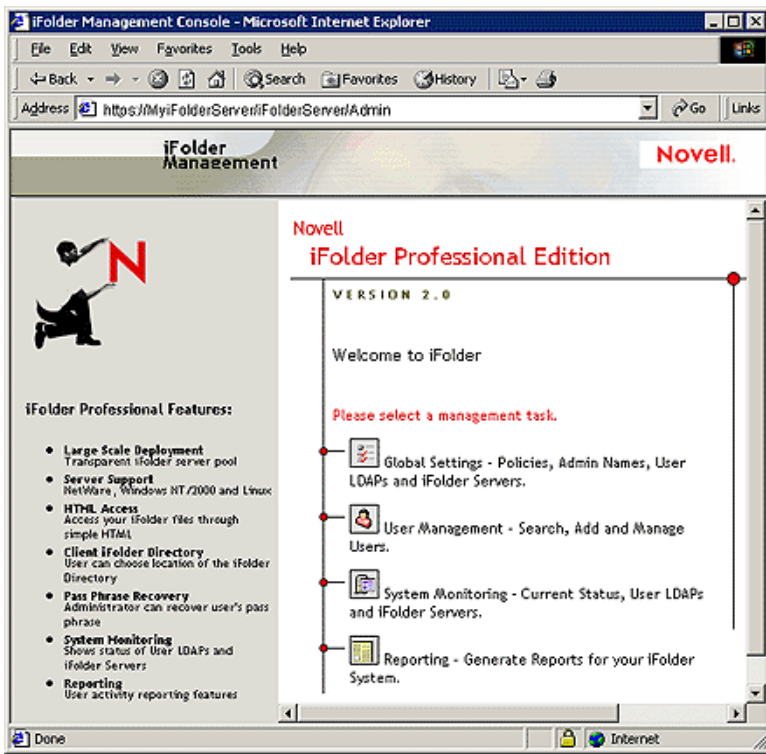 iFolder Management Console - Microsoft Internet Explorer
File Edit View Favorites Tools Help
Back Search Favorites History
Address https://MyiFolderServer/iFolderServer/Admin Go Links
iFolder
Management
Novell.
N
iFolder Professional Features:
Large Scale Deployment
Transparent iFolder server pool
Server Support
NetWare, Windows NT/2000 and Linux
HTML Access
Access your iFolder files through
simple HTML
Client iFolder Directory
User can choose location of the iFolder
Directory
Pass Phrase Recovery
Administrator can recover user's pass
phrase
System Monitoring
Shows status of User LDAPs and
iFolder Servers
Reporting
User activity reporting features
Novell
iFolder Professional Edition
VERSION 2.0
Welcome to iFolder
Please select a management task.
Global Settings - Policies, Admin Names, User
LDAPs and iFolder Servers.
User Management - Search, Add and Manage
Users.
System Monitoring - Current Status, User LDAPs
and iFolder Servers.
Reporting - Generate Reports for your iFolder
System.
Done Internet